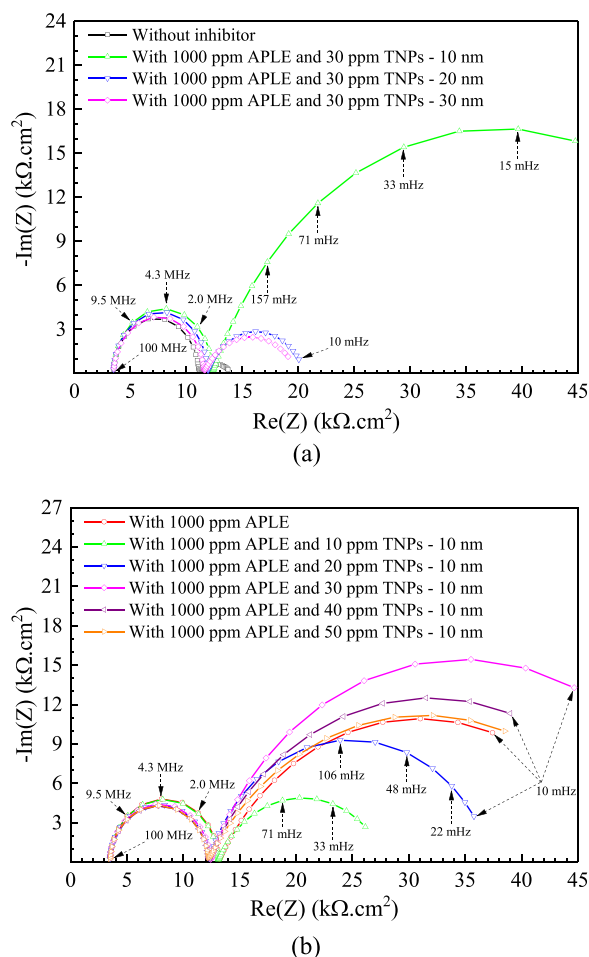 Without inhibitor
With 1000 ppm APLE and 30 ppm TNPs - 10 nm
With 1000 ppm APLE and 30 ppm TNPs - 20 nm
With 1000 ppm APLE and 30 ppm TNPs - 30 nm
24
21
18
15
12
9
6
3
-Im(Z) (kΩ.cm²)
15 mHz
33 mHz
71 mHz
4.3 MHz
9.5 MHz
2.0 MHz
157 mHz
100 MHz
10 mHz
0 5 10 15 20 25 30 35 40 45
Re(Z) (kΩ.cm²)
(a)
With 1000 ppm APLE
With 1000 ppm APLE and 10 ppm TNPs - 10 nm
With 1000 ppm APLE and 20 ppm TNPs - 10 nm
With 1000 ppm APLE and 30 ppm TNPs - 10 nm
With 1000 ppm APLE and 40 ppm TNPs - 10 nm
With 1000 ppm APLE and 50 ppm TNPs - 10 nm
27
24
21
18
15
12
9
6
3
-Im(Z) (kΩ.cm²)
4.3 MHz
9.5 MHz
2.0 MHz
106 mHz
48 mHz
10 mHz
100 MHz
71 mHz
33 mHz
22 mHz
0 5 10 15 20 25 30 35 40 45
Re(Z) (kΩ.cm²)
(b)